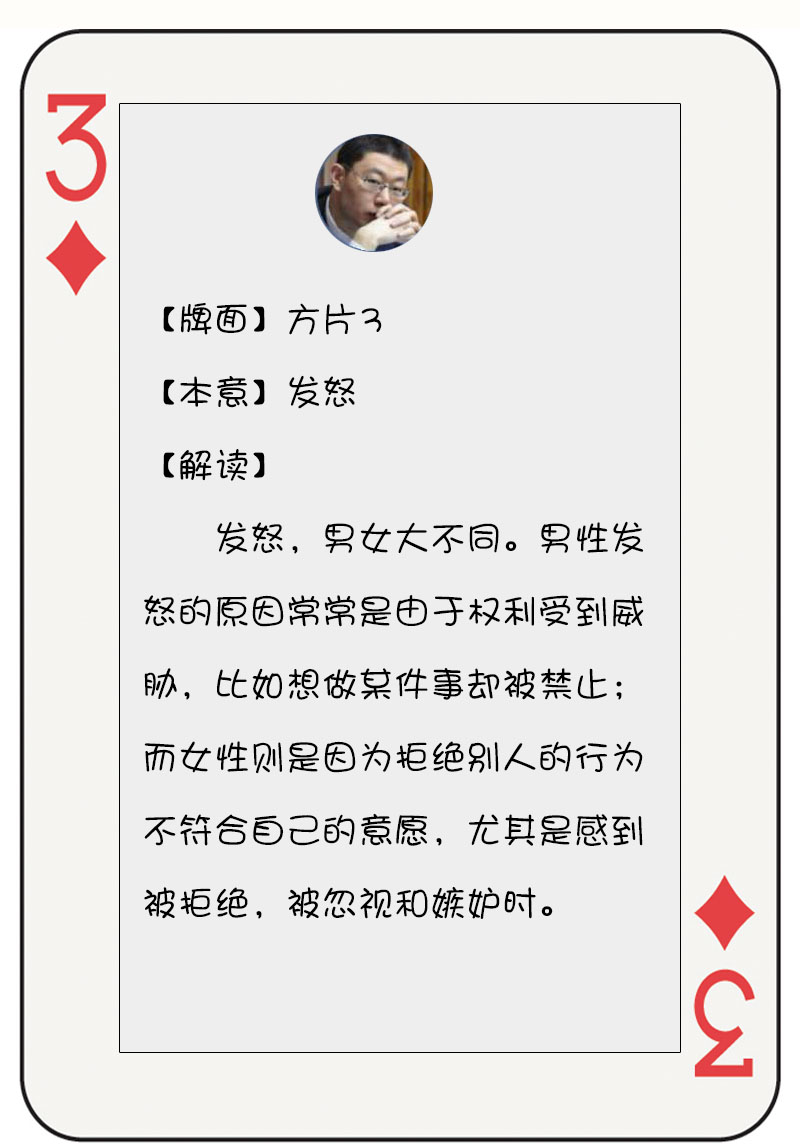 3
【牌面】方片3
【本意】发怒
【解读】
发怒，男女大不同。男性发
怒的原因常常是由于权利受到威
胁，比如想做某件事却被禁止；
而女性则是因为拒绝别人的行为
不符合自己的意愿，尤其是感到
被拒绝，被忽视和嫉妒时。
3